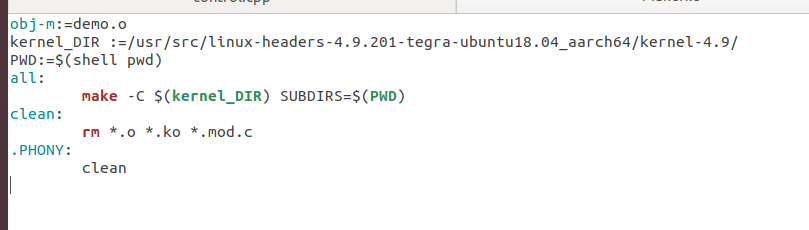 obj-m:=demo.o
kernel_DIR :=/usr/src/linux-headers-4.9.201-tegra-ubuntu18.04_aarch64/kernel-4.9/
PWD:=$(shell pwd)
all:
        make -C $(kernel_DIR) SUBDIRS=$(PWD)
clean:
        rm *.o *.ko *.mod.c
.PHONY:
        clean